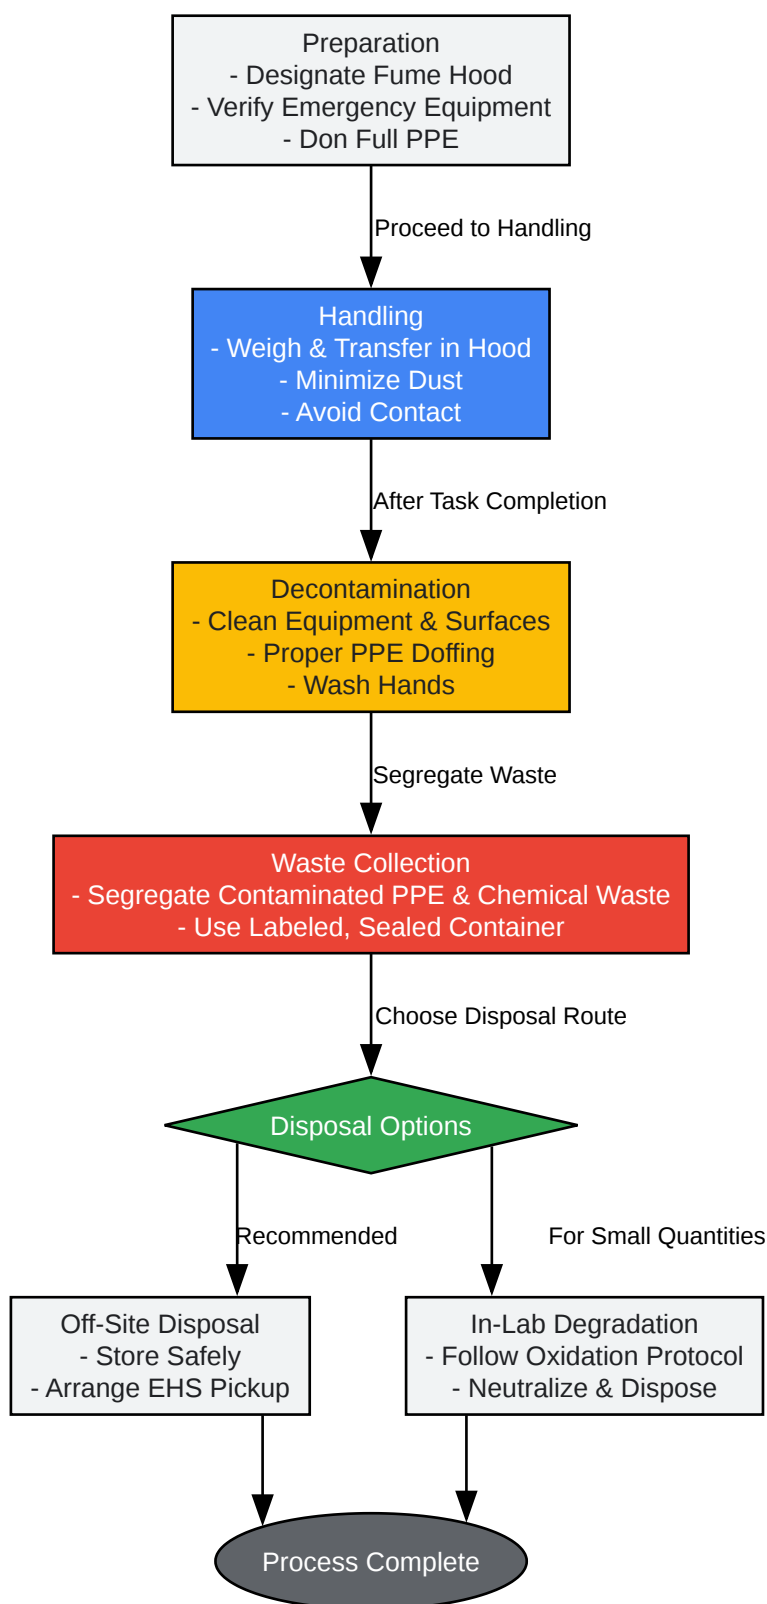 Preparation
- Designate Fume Hood
- Verify Emergency Equipment
- Don Full PPE
Proceed to Handling
Handling
- Weigh & Transfer in Hood
- Minimize Dust
- Avoid Contact
After Task Completion
Decontamination
- Clean Equipment & Surfaces
- Proper PPE Doffing
- Wash Hands
Segregate Waste
Waste Collection
- Segregate Contaminated PPE & Chemical Waste
- Use Labeled, Sealed Container
Choose Disposal Route
Disposal Options
Recommended
For Small Quantities
Off-Site Disposal
- Store Safely
- Arrange EHS Pickup
In-Lab Degradation
- Follow Oxidation Protocol
- Neutralize & Dispose
Process Complete